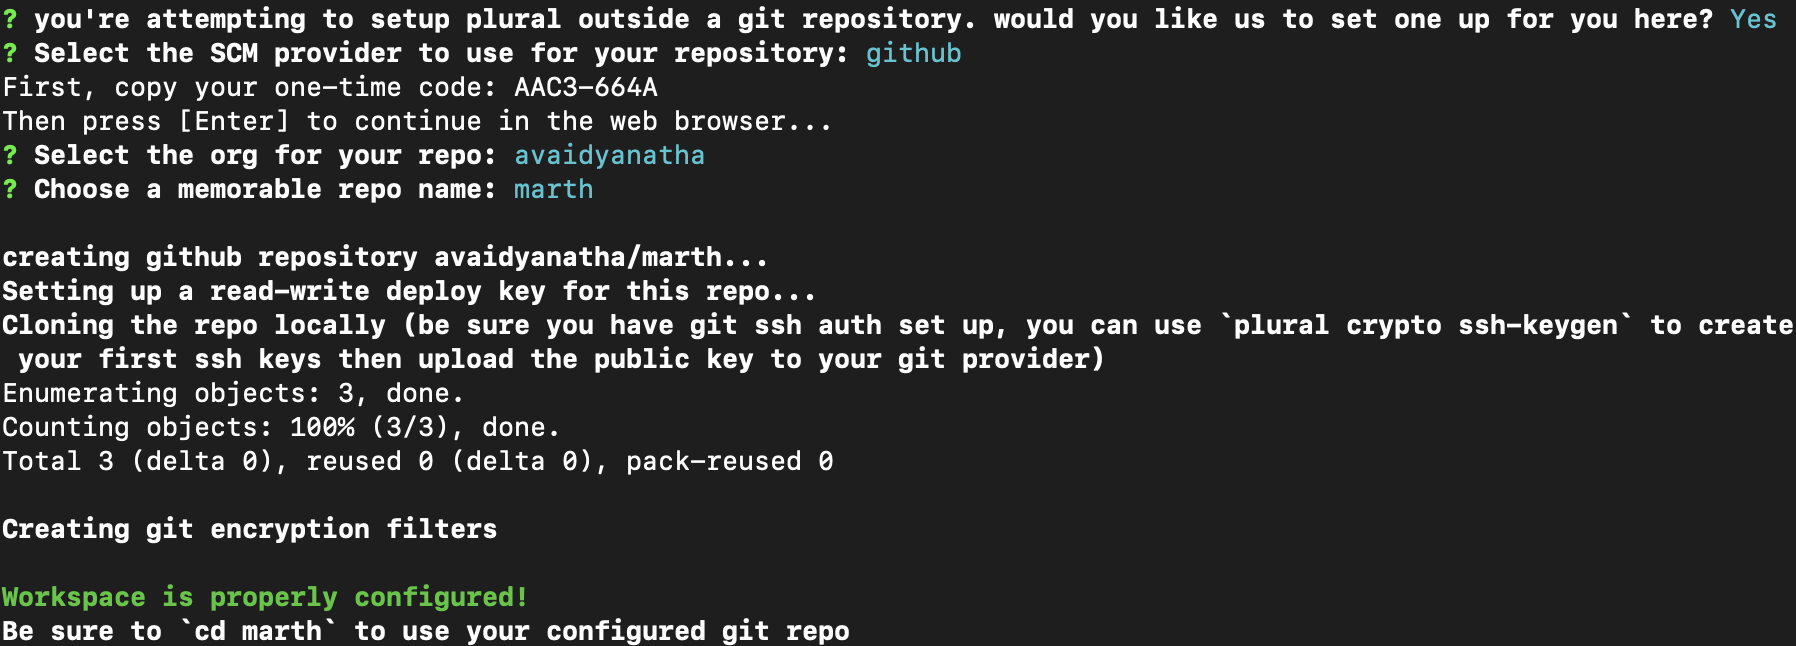 ? you're attempting to setup plural outside a git repository. would you like us to set one up for you here? Yes
? Select the SCM provider to use for your repository: github
First, copy your one-time code: AAC3-664A
Then press [Enter] to continue in the web browser...
? Select the org for your repo: avaidyanatha
? Choose a memorable repo name: marth
creating github repository avaidyanatha/marth...
Setting up a read-write deploy key for this repo...
Cloning the repo locally (be sure you have git ssh auth set up, you can use `plural crypto ssh-keygen` to create
your first ssh keys then upload the public key to your git provider)
Enumerating objects: 3, done.
Counting objects: 100% (3/3), done.
Total 3 (delta 0), reused 0 (delta 0), pack-reused 0
Creating git encryption filters
Workspace is properly configured!
Be sure to `cd marth` to use your configured git repo